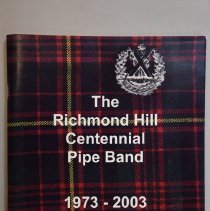 The
Richmond Hill
Centennial
Pipe Band
1973 - 2003